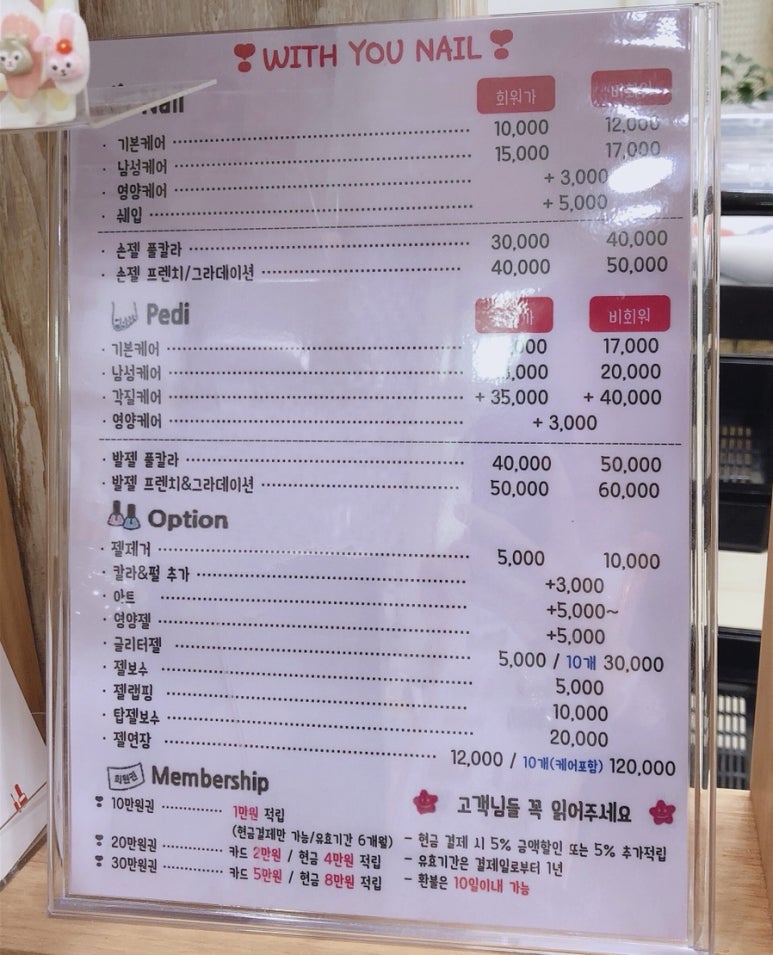 WITH YOU NAIL
Nail 회원가 비회원
· 기본케어 10,000 12,000
· 남성케어 15,000 17,000
· 영양케어 + 3,000
· 쉐입 + 5,000
· 손젤 풀칼라 30,000 40,000
· 손젤 프렌치/그라데이션 40,000 50,000
Pedi 비회원
· 기본케어 17,000
· 남성케어 20,000
· 각질케어 + 35,000 + 40,000
· 영양케어 + 3,000
· 발젤 풀칼라 40,000 50,000
· 발젤 프렌치&그라데이션 50,000 60,000
Option
· 젤제거 5,000 10,000
· 칼라&펄 추가 +3,000
· 아트 +5,000~
· 영양젤 +5,000
· 글리터젤 5,000 / 10개 30,000
· 젤보수 5,000
· 젤랩핑 10,000
· 탑젤보수 20,000
· 젤연장 12,000 / 10개(케어포함) 120,000
회원권 Membership
10만원권 1만원 적립
(현금결제만 가능/유효기간 6개월)
20만원권 카드 2만원 / 현금 4만원 적립
30만원권 카드 5만원 / 현금 8만원 적립
고객님들 꼭 읽어주세요
- 현금 결제 시 5% 금액할인 또는 5% 추가적립
- 유효기간은 결제일로부터 1년
- 환불은 10일이내 가능